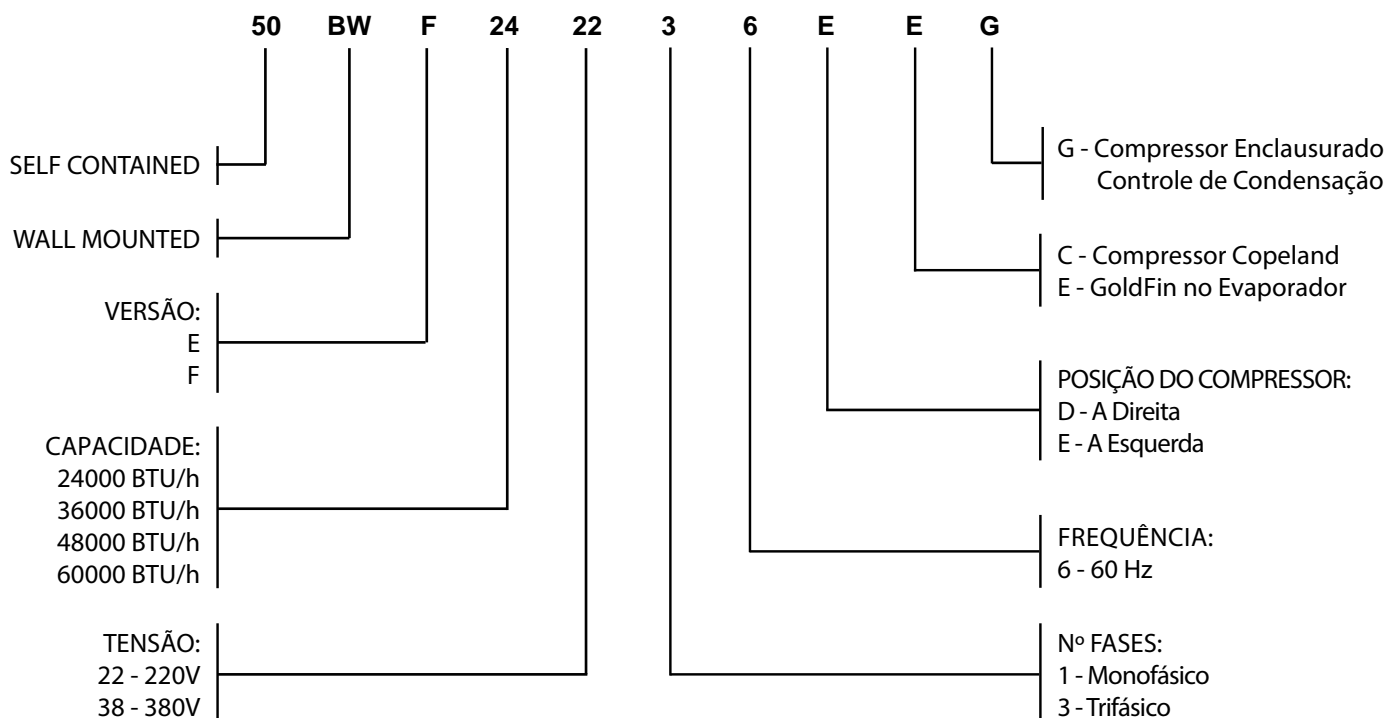 50 BW F 24 22 3 6 E E G
SELF CONTAINED
WALL MOUNTED
VERSÃO:
E
F
CAPACIDADE:
24000 BTU/h
36000 BTU/h
48000 BTU/h
60000 BTU/h
TENSÃO:
22 - 220V
38 - 380V
G - Compressor Enclausurado
Controle de Condensação
C - Compressor Copeland
E - GoldFin no Evaporador
POSIÇÃO DO COMPRESSOR:
D - A Direita
E - A Esquerda
FREQUÊNCIA:
6 - 60 Hz
Nº FASES:
1 - Monofásico
3 - Trifásico